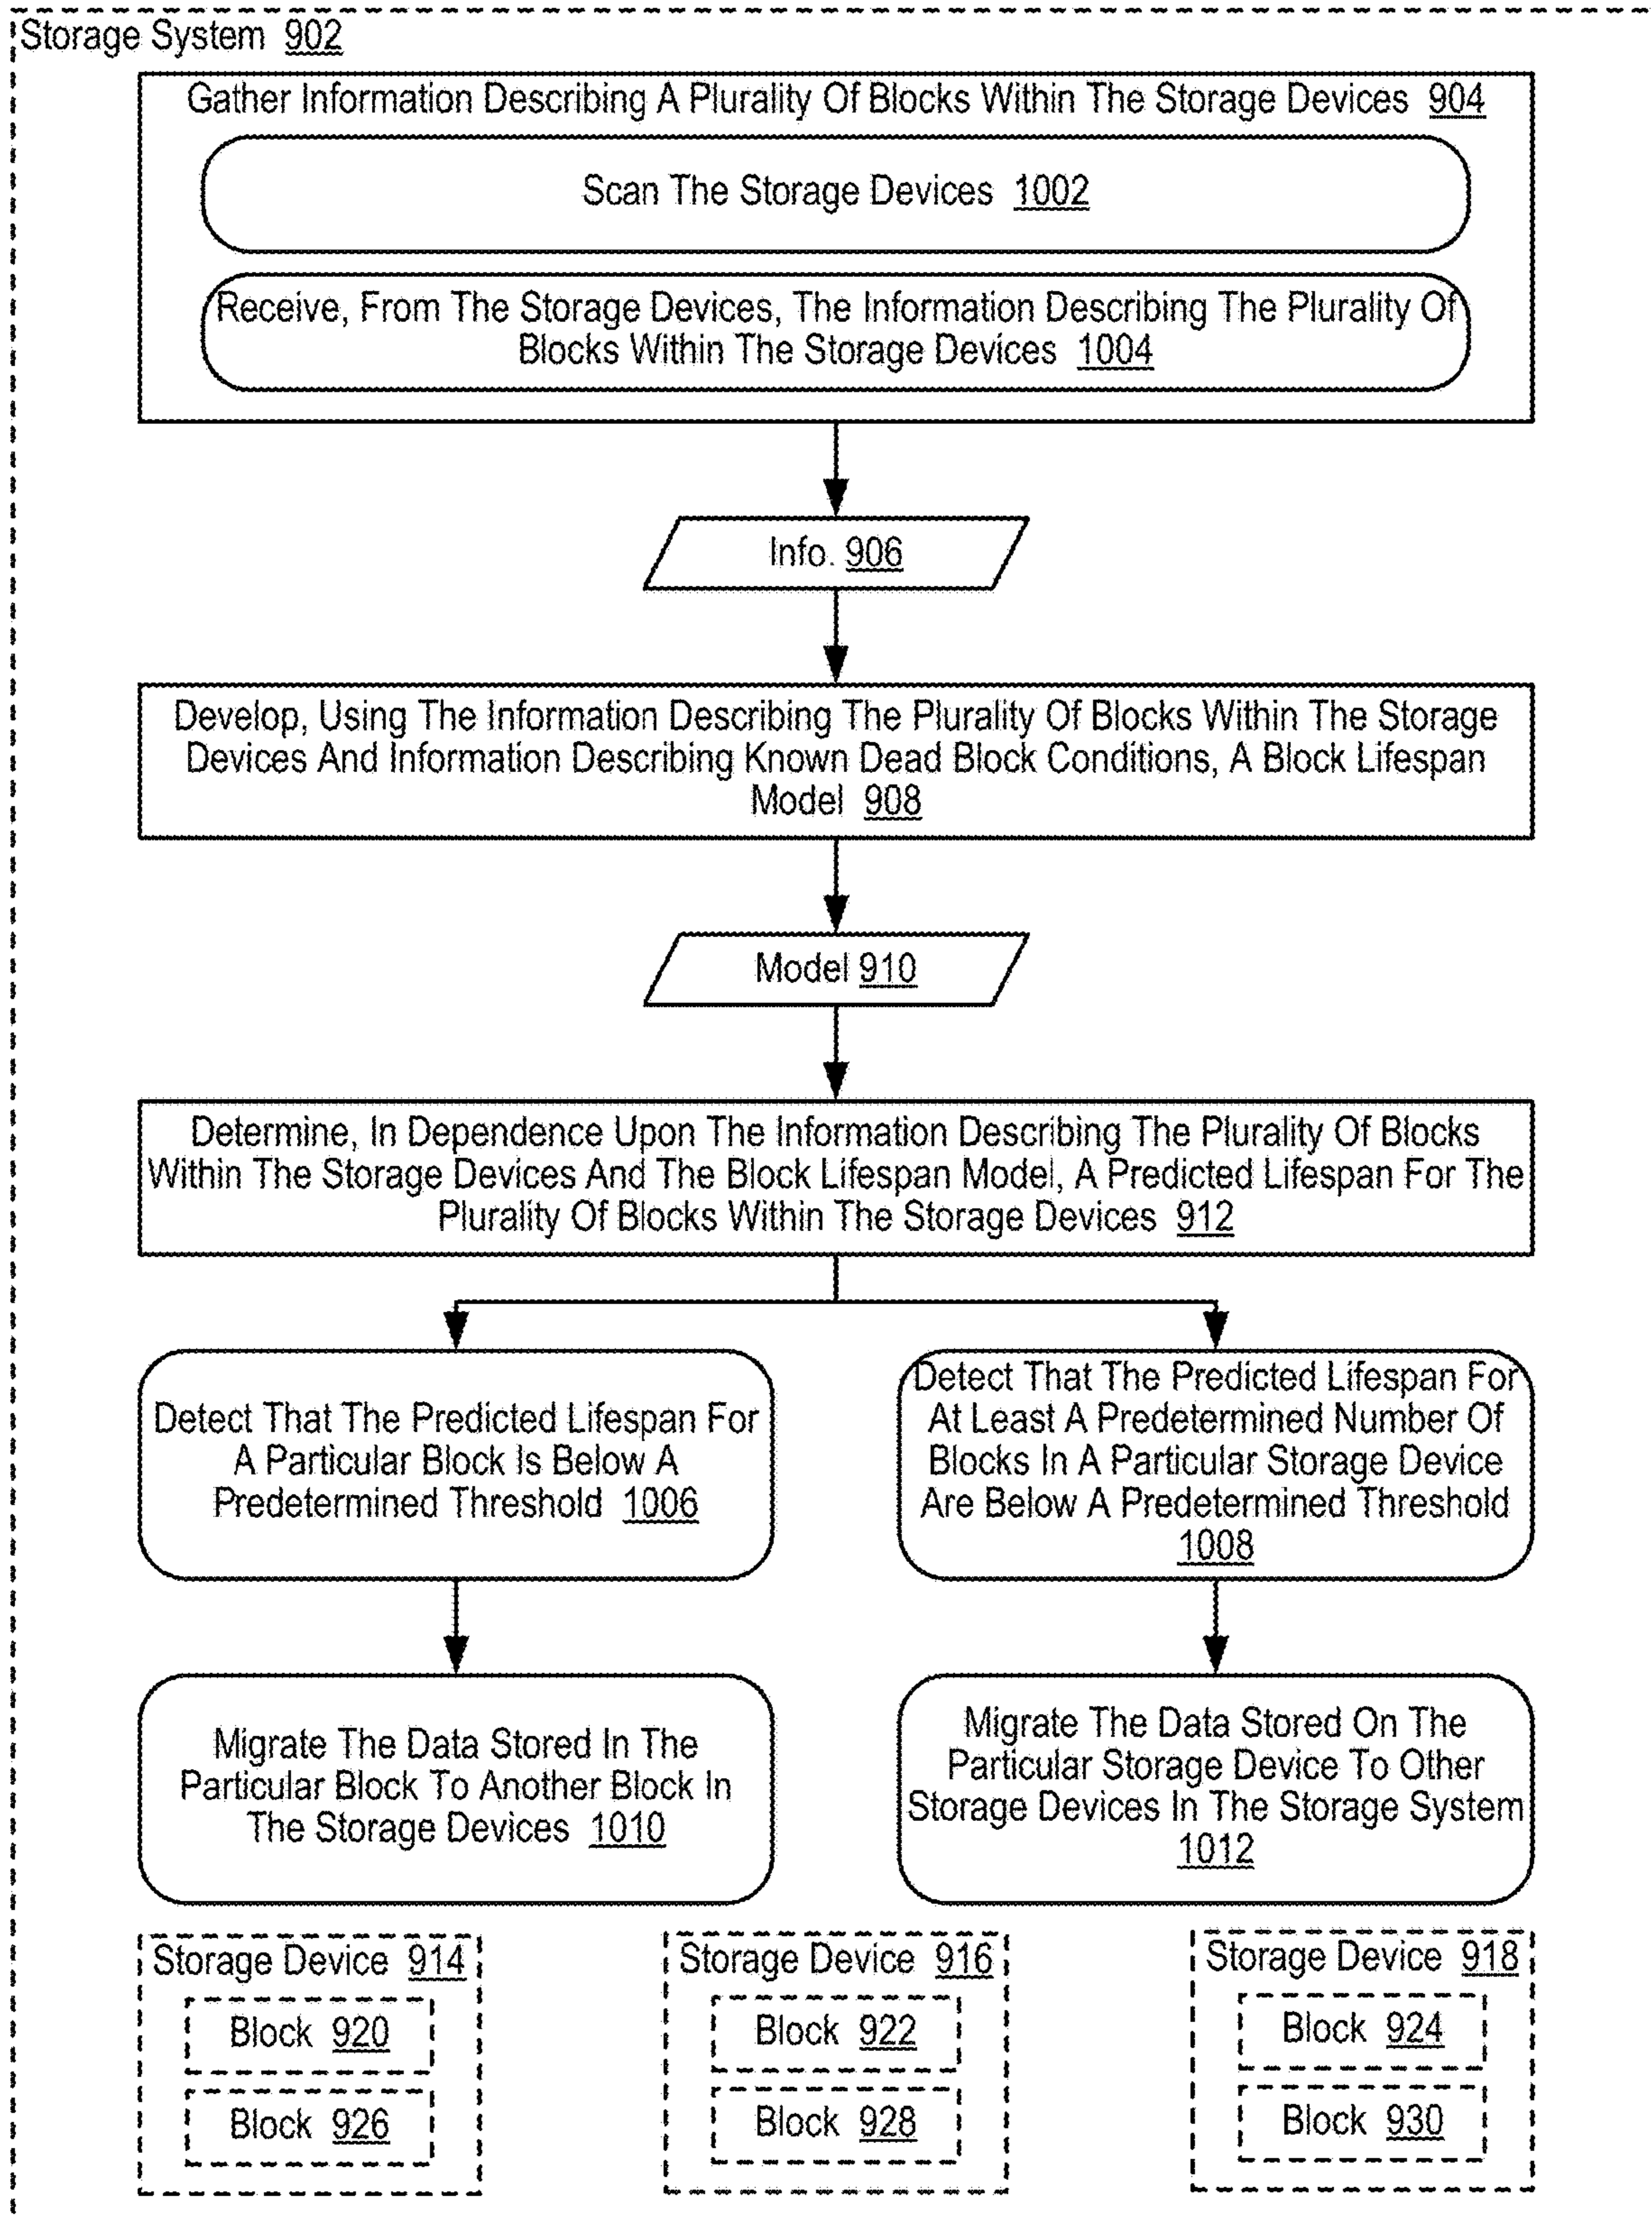 Storage System 902
Gather Information Describing A Plurality Of Blocks Within The Storage Devices 904
Scan The Storage Devices 1002
Receive, From The Storage Devices, The Information Describing The Plurality Of
Blocks Within The Storage Devices 1004
Info. 906
Develop, Using The Information Describing The Plurality Of Blocks Within The Storage
Devices And Information Describing Known Dead Block Conditions, A Block Lifespan
Model 908
Model 910
Determine, In Dependence Upon The Information Describing The Plurality Of Blocks
Within The Storage Devices And The Block Lifespan Model, A Predicted Lifespan For The
Plurality Of Blocks Within The Storage Devices 912
Detect That The Predicted Lifespan For
A Particular Block Is Below A
Predetermined Threshold 1006
Detect That The Predicted Lifespan For
At Least A Predetermined Number Of
Blocks In A Particular Storage Device
Are Below A Predetermined Threshold
1008
Migrate The Data Stored In The
Particular Block To Another Block In
The Storage Devices 1010
Migrate The Data Stored On The
Particular Storage Device To Other
Storage Devices In The Storage System
1012
Storage Device 914
Block 920
Block 926
Storage Device 916
Block 922
Block 928
Storage Device 918
Block 924
Block 930